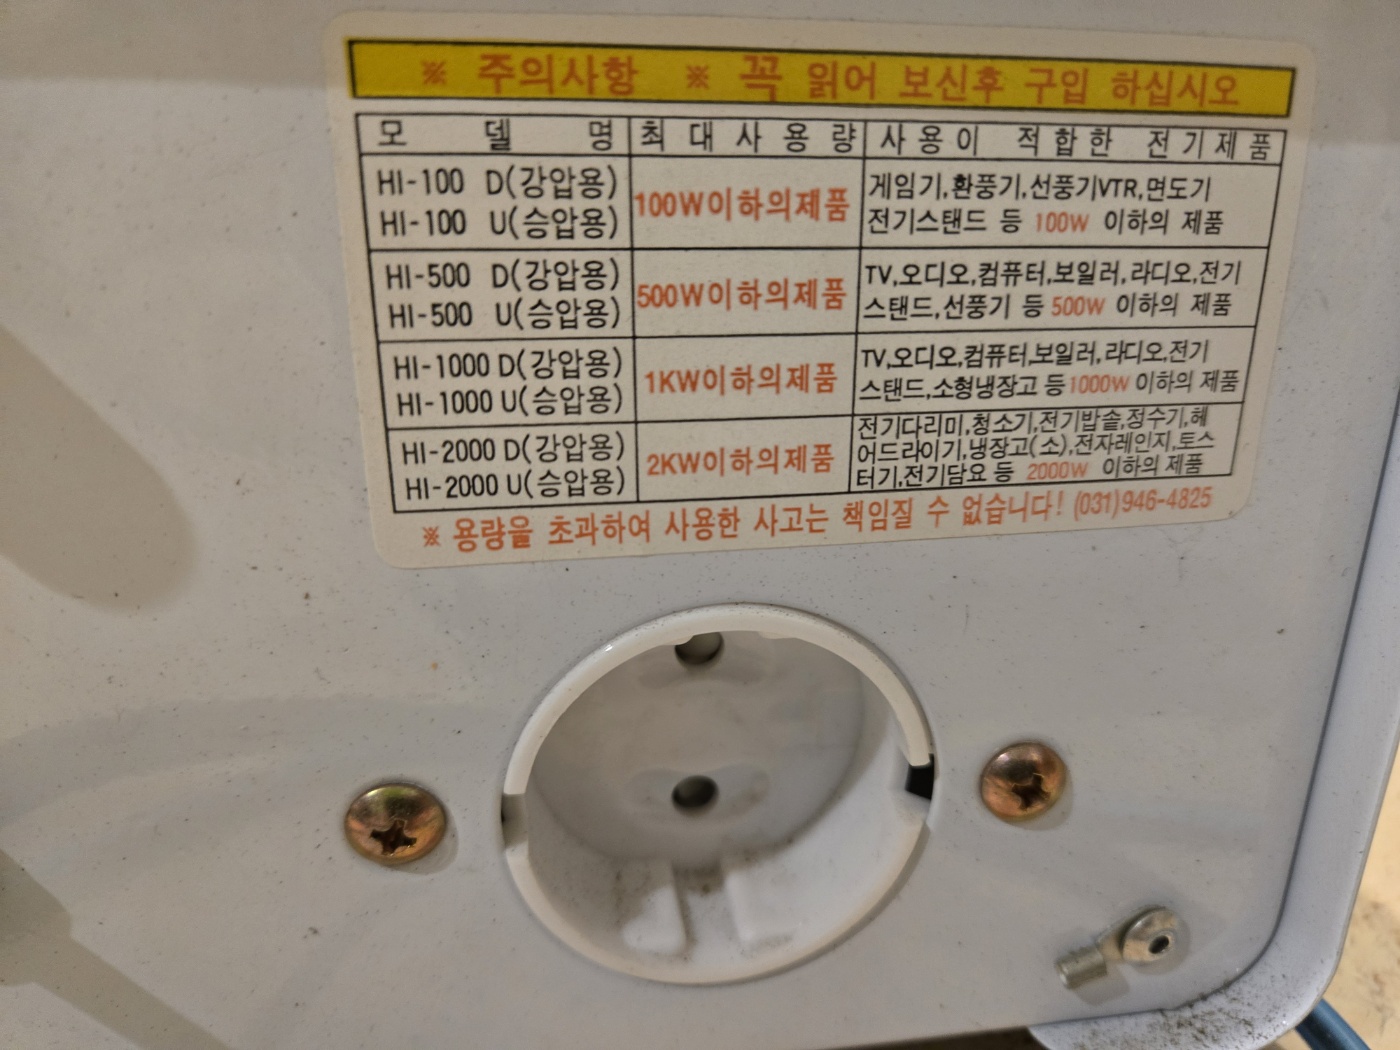 ※ 주의사항 ※ 꼭 읽어 보신후 구입 하십시오
모 델 명 최 대 사 용 량 사 용 이 적 합 한 전 기 제 품
HI-100 D(강압용)
HI-100 U(승압용)
100W이하의제품
게임기,환풍기,선풍기VTR,면도기
전기스탠드 등 100W 이하의 제품
HI-500 D(강압용)
HI-500 U(승압용)
500W이하의제품
TV,오디오,컴퓨터,보일러,라디오,전기
스탠드,선풍기 등 500W 이하의 제품
HI-1000 D(강압용)
HI-1000 U(승압용)
1KW이하의제품
TV,오디오,컴퓨터,보일러,라디오,전기
스탠드,소형냉장고 등 1000W 이하의 제품
HI-2000 D(강압용)
HI-2000 U(승압용)
2KW이하의제품
전기다리미,청소기,전기밥솥,정수기,헤
어드라이기,냉장고(소),전자레인지,토스
터기,전기담요 등 2000W 이하의 제품
※ 용량을 초과하여 사용한 사고는 책임질 수 없습니다! (031)946-4825